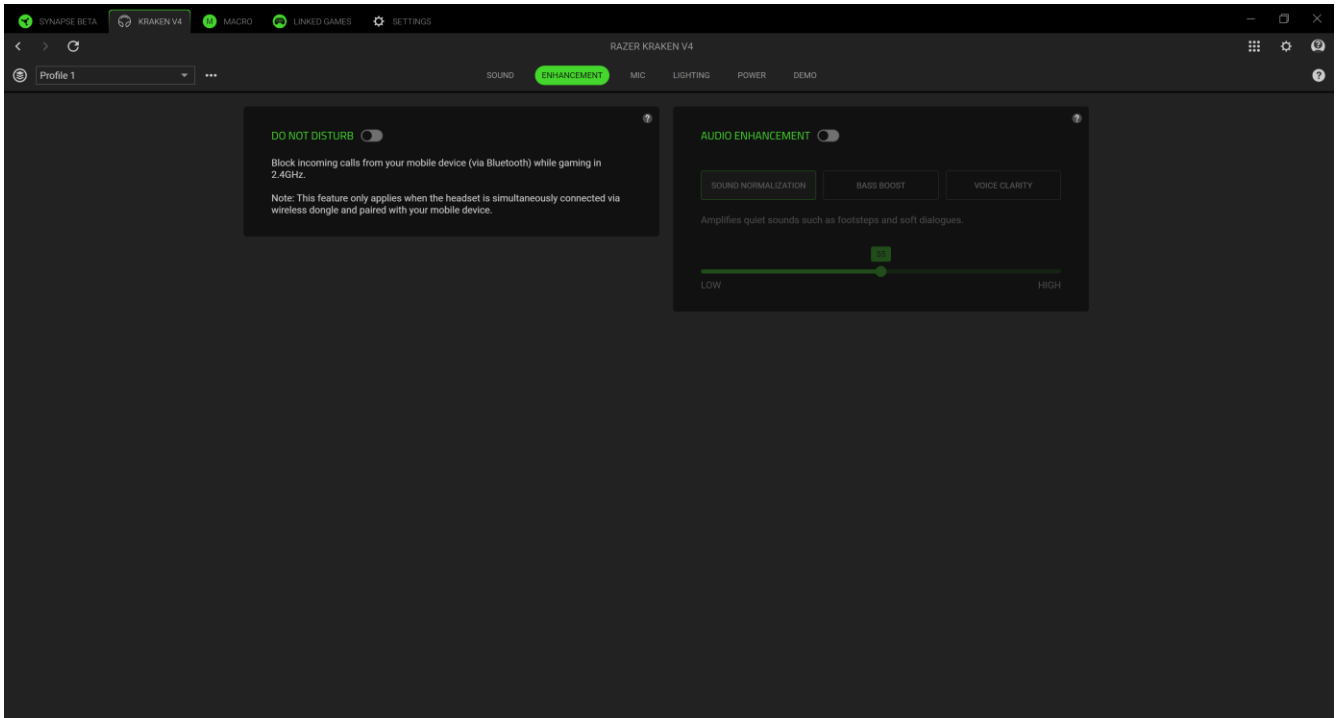 SYNAPSE BETA
KRAKEN V4
MACRO
LINKED GAMES
SETTINGS
RAZER KRAKEN V4
Profile 1
SOUND
ENHANCEMENT
MIC
LIGHTING
POWER
DEMO
DO NOT DISTURB
Block incoming calls from your mobile device (via Bluetooth) while gaming in
2.4GHz.
Note: This feature only applies when the headset is simultaneously connected via
wireless dongle and paired with your mobile device.
AUDIO ENHANCEMENT
SOUND NORMALIZATION
BASS BOOST
VOICE CLARITY
Amplifies quiet sounds such as footsteps and soft dialogues.
LOW
HIGH